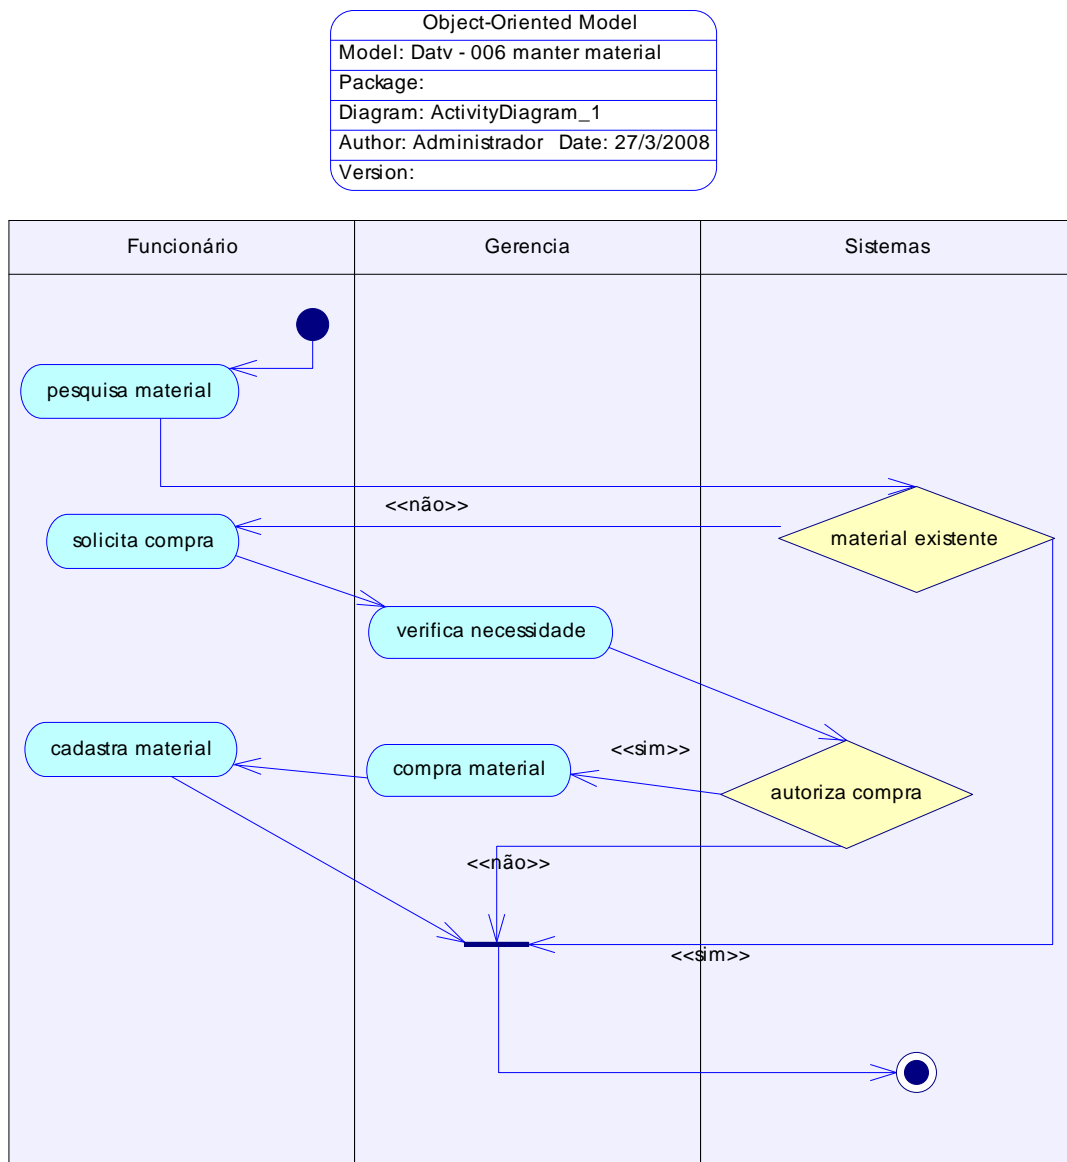 Object-Oriented Model
Model: Datv - 006 manter material
Package:
Diagram: ActivityDiagram_1
Author: Administrador Date: 27/3/2008
Version:
Funcionário
Gerencia
Sistemas
pesquisa material
<<não>>
solicita compra
material existente
verifica necessidade
cadastra material
compra material
<<sim>>
autoriza compra
<<não>>
<<sim>>